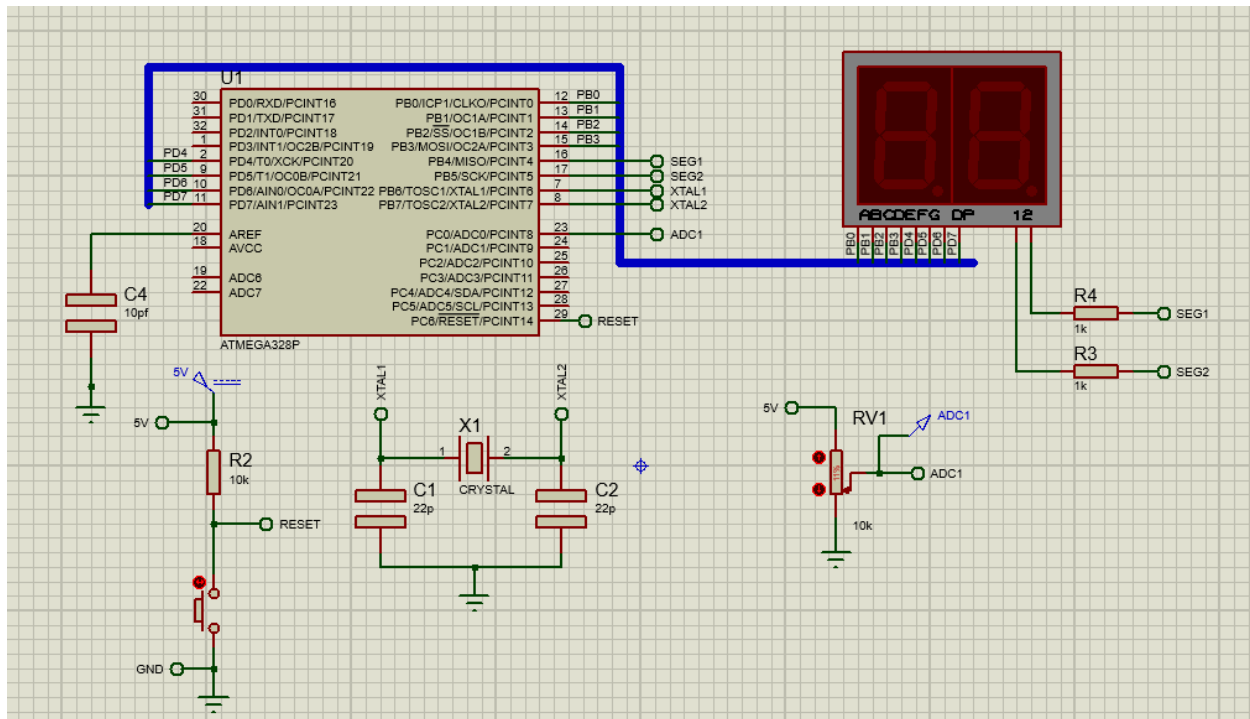 U1
30 PD0/RXD/PCINT16
31 PD1/TXD/PCINT17
32 PD2/INT0/PCINT18
1 PD3/INT1/OC2B/PCINT19
PD4 2 PD4/T0/XCK/PCINT20
PD5 9 PD5/T1/OC0B/PCINT21
PD6 10 PD6/AIN0/OC0A/PCINT22
PD7 11 PD7/AIN1/PCINT23
20 AREF
18 AVCC
19 ADC6
22 ADC7
PB0/ICP1/CLKO/PCINT0 12 PB0
PB1/OC1A/PCINT1 13 PB1
PB2/SS/OC1B/PCINT2 14 PB2
PB3/MOSI/OC2A/PCINT3 15 PB3
PB4/MISO/PCINT4 16 SEG1
PB5/SCK/PCINT5 17 SEG2
PB6/TOSC1/XTAL1/PCINT6 7 XTAL1
PB7/TOSC2/XTAL2/PCINT7 8 XTAL2
PC0/ADC0/PCINT8 23 ADC1
PC1/ADC1/PCINT9 24
PC2/ADC2/PCINT10 25
PC3/ADC3/PCINT11 26
PC4/ADC4/SDA/PCINT12 27
PC5/ADC5/SCL/PCINT13 28
PC6/RESET/PCINT14 29 RESET
ATMEGA328P
ABCDEFG DP 12
PB0
PB1
PB2
PB3
PD4
PD5
PD6
PD7
R4
1k
SEG1
R3
1k
SEG2
C4
10pf
5V
5V
R2
10k
RESET
GND
XTAL1
XTAL2
X1
1 2
CRYSTAL
C1
22p
C2
22p
5V
RV1
ADC1
11%
ADC1
10k